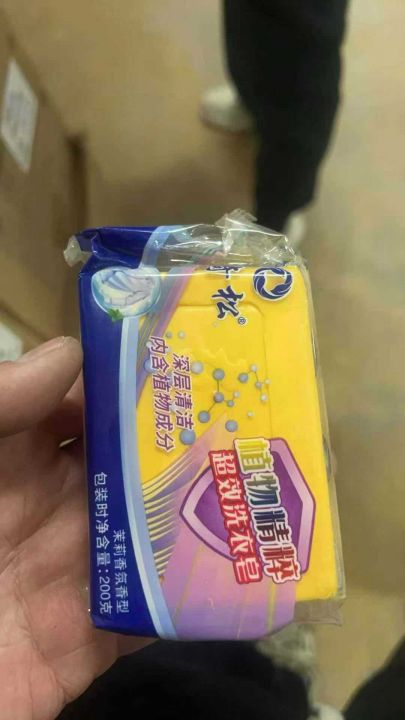 松®
深层清洁
内含植物成分
植物精粹
超效洗衣皂
茉莉香氛香型
包装时净含量：200克